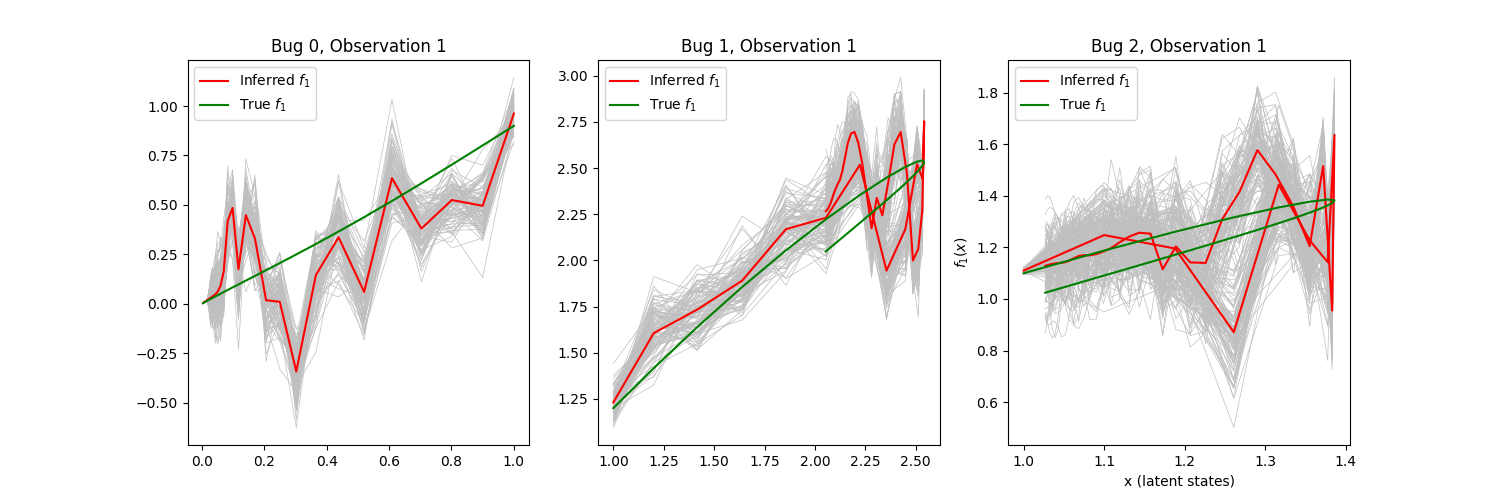 Bug 0, Observation 1
Inferred f₁
True f₁
1.00
0.75
0.50
0.25
0.00
−0.25
−0.50
0.0 0.2 0.4 0.6 0.8 1.0
Bug 1, Observation 1
Inferred f₁
True f₁
3.00
2.75
2.50
2.25
2.00
1.75
1.50
1.25
1.00 1.25 1.50 1.75 2.00 2.25 2.50
Bug 2, Observation 1
Inferred f₁
True f₁
f₁(x)
1.8
1.6
1.4
1.2
1.0
0.8
0.6
1.0 1.1 1.2 1.3 1.4
x (latent states)